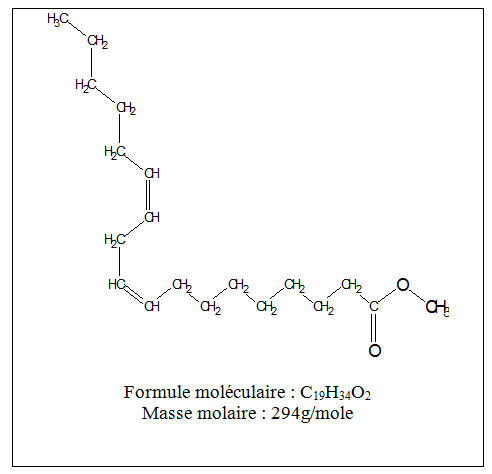 H₃C
CH₂
H₂C
CH₂
H₂C
CH
CH
H₂C
HC CH₂ CH₂ CH₂ CH₂ O
CH CH₂ CH₂ CH₂ C CH₃
O
Formule moléculaire : C₁₉H₃₄O₂
Masse molaire : 294g/mole